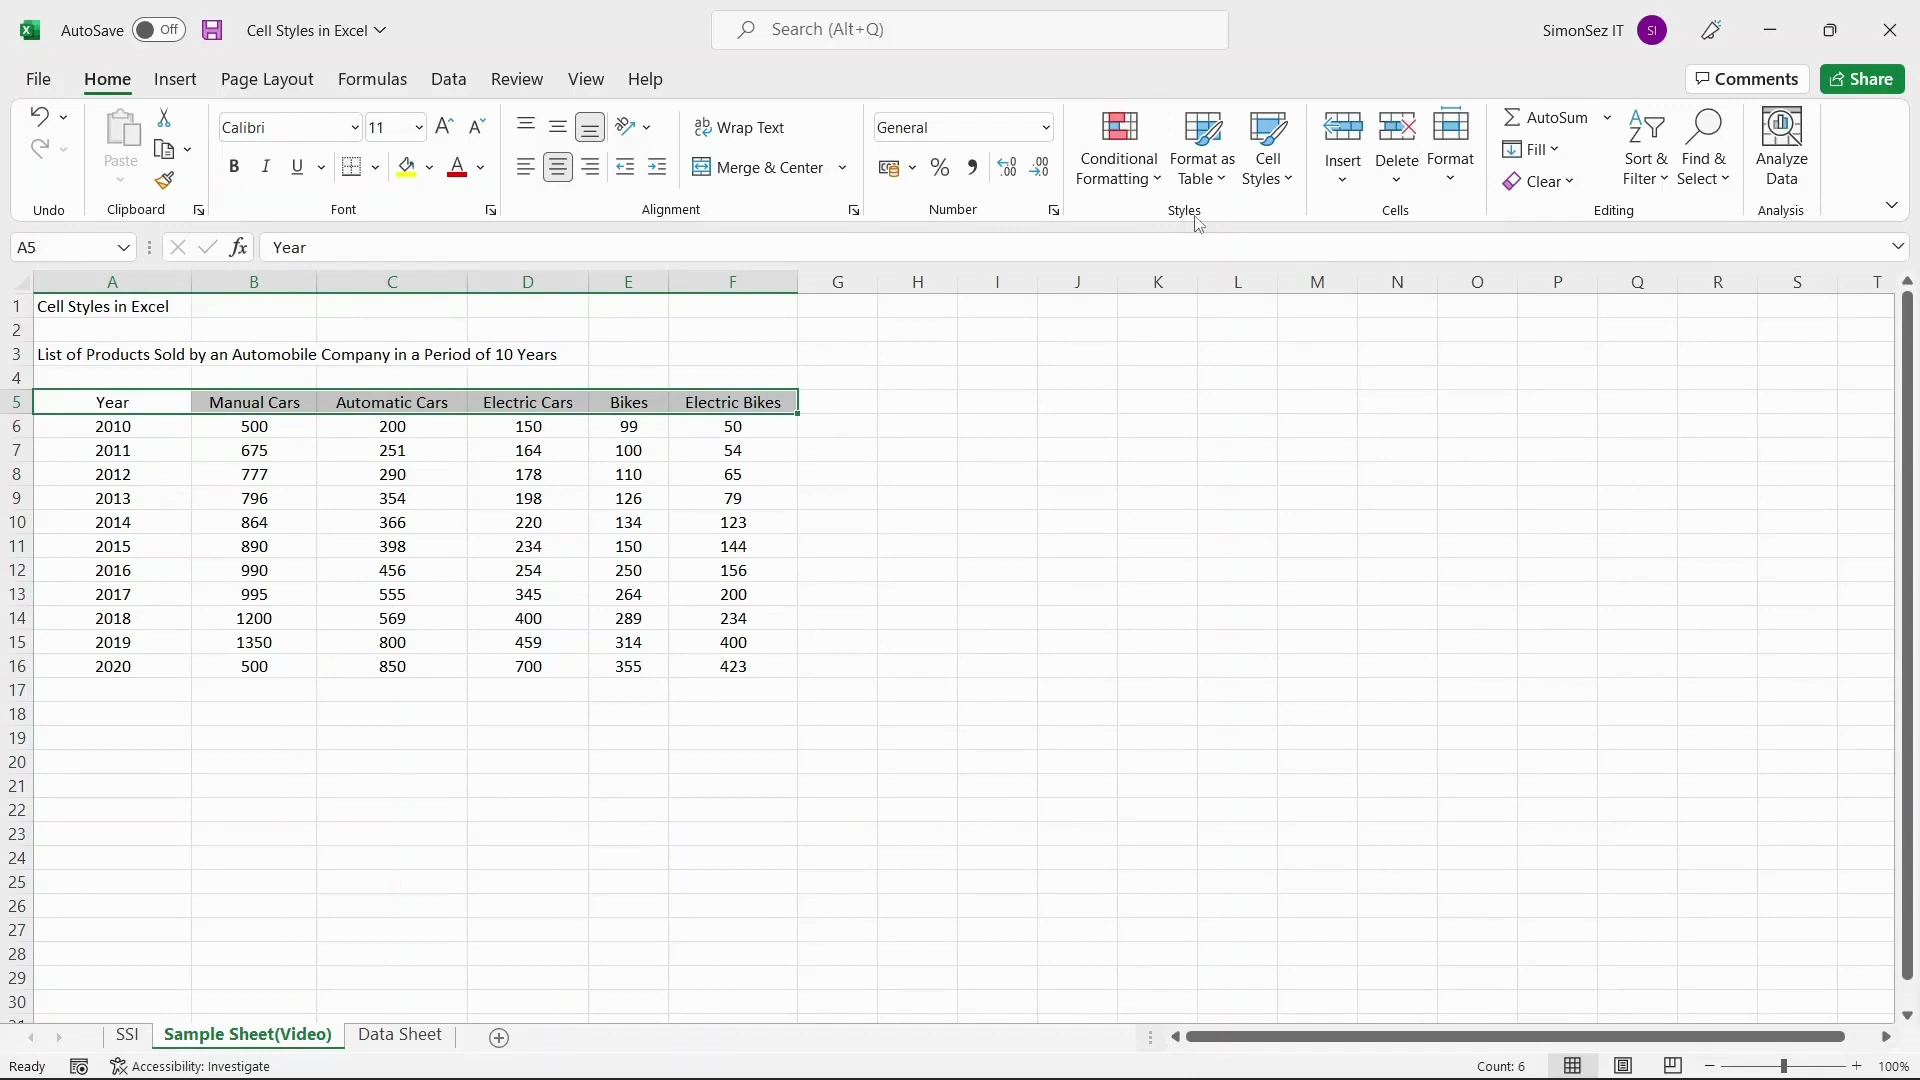 AutoSave Off Cell Styles in Excel Search (Alt+Q) SimonSez IT SI
File Home Insert Page Layout Formulas Data Review View Help Comments Share
Calibri 11 Wrap Text General Conditional Formatting Format as Table Cell Styles Insert Delete Format AutoSum Fill Clear Sort & Filter Find & Select Analyze Data
Paste Merge & Center
Undo Clipboard Font Alignment Number Styles Cells Editing Analysis
A5 fx Year
A B C D E F G H I J K L M N O P Q R S T
1 Cell Styles in Excel
2
3 List of Products Sold by an Automobile Company in a Period of 10 Years
4
5 Year Manual Cars Automatic Cars Electric Cars Bikes Electric Bikes
6 2010 500 200 150 99 50
7 2011 675 251 164 100 54
8 2012 777 290 178 110 65
9 2013 796 354 198 126 79
10 2014 864 366 220 134 123
11 2015 890 398 234 150 144
12 2016 990 456 254 250 156
13 2017 995 555 345 264 200
14 2018 1200 569 400 289 234
15 2019 1350 800 459 314 400
16 2020 500 850 700 355 423
17
18
19
20
21
22
23
24
25
26
27
28
29
30
SSI Sample Sheet(Video) Data Sheet
Ready Accessibility: Investigate Count: 6 100%